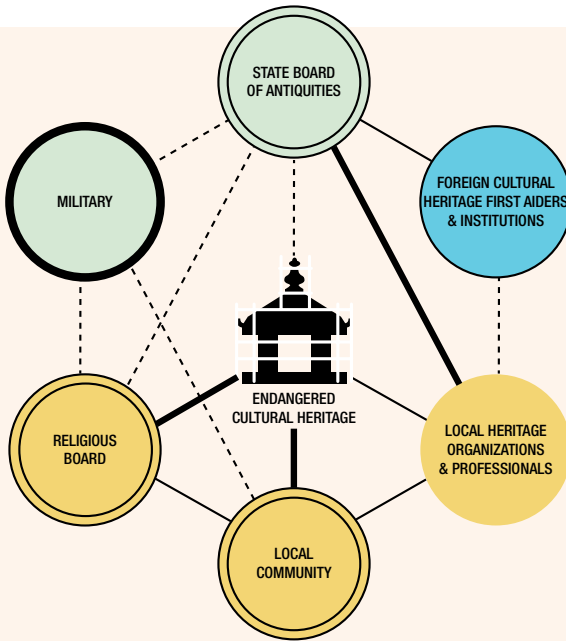 STATE BOARD
OF ANTIQUITIES
MILITARY
FOREIGN CULTURAL
HERITAGE FIRST AIDERS
& INSTITUTIONS
ENDANGERED
CULTURAL HERITAGE
RELIGIOUS
BOARD
LOCAL HERITAGE
ORGANIZATIONS
& PROFESSIONALS
LOCAL
COMMUNITY